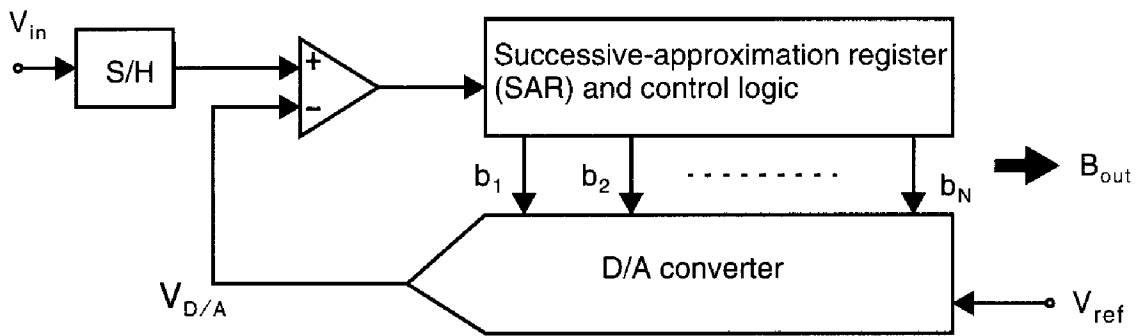 V_in
S/H
+
−
Successive-approximation register
(SAR) and control logic
b_1
b_2
b_N
B_out
D/A converter
V_D/A
V_ref